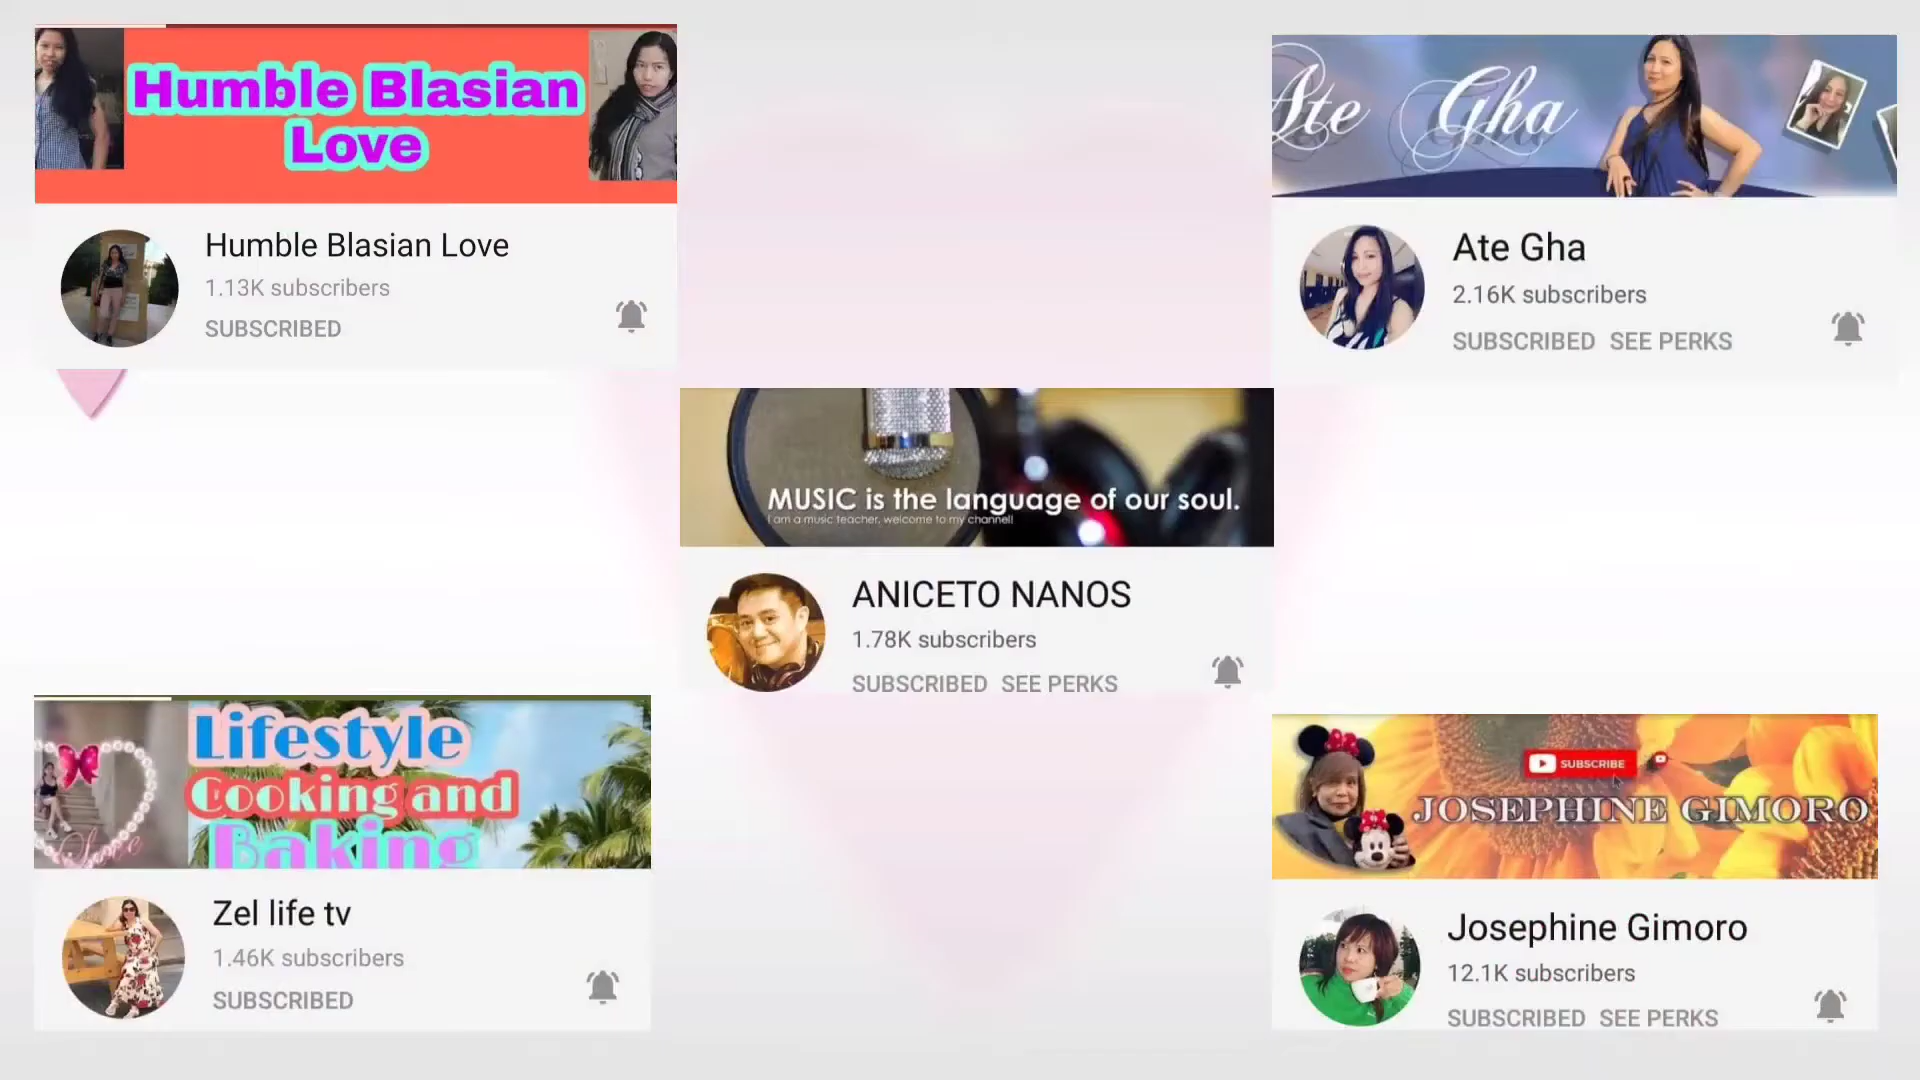 Humble Blasian
Love
Humble Blasian Love
1.13K subscribers
SUBSCRIBED
Ate Gha
Ate Gha
2.16K subscribers
SUBSCRIBED SEE PERKS
MUSIC is the language of our soul.
I am a music teacher, welcome to my channel!
ANICETO NANOS
1.78K subscribers
SUBSCRIBED SEE PERKS
Lifestyle
Cooking and
Baking
Love
Zel life tv
1.46K subscribers
SUBSCRIBED
SUBSCRIBE
JOSEPHINE GIMORO
Josephine Gimoro
12.1K subscribers
SUBSCRIBED SEE PERKS